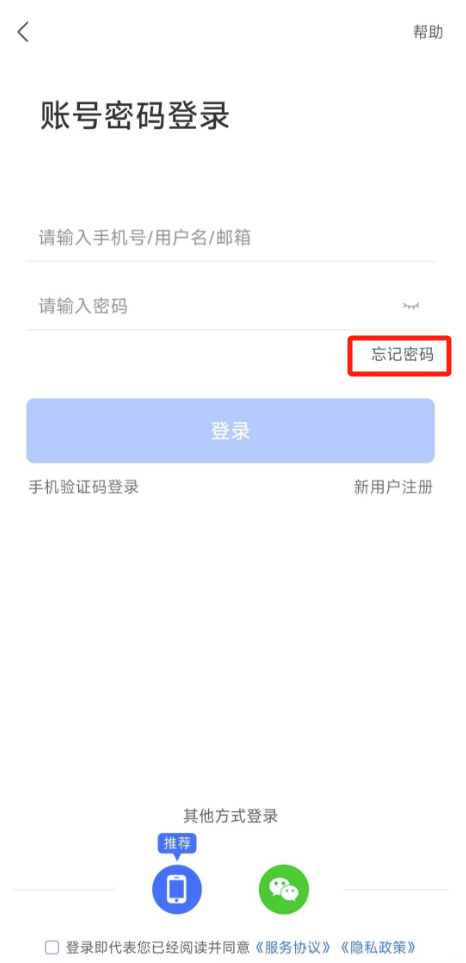 帮助
账号密码登录
请输入手机号/用户名/邮箱
请输入密码
忘记密码
登录
手机验证码登录 新用户注册
其他方式登录
推荐
登录即代表您已经阅读并同意《服务协议》《隐私政策》